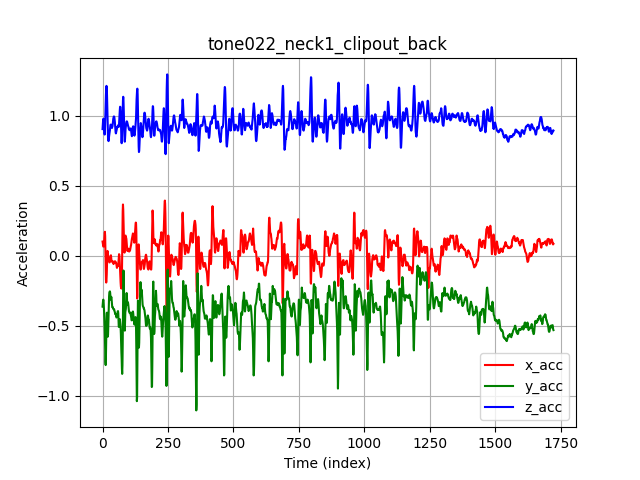 tone022_neck1_clipout_back
1.0
0.5
0.0
−0.5
−1.0
Acceleration
0 250 500 750 1000 1250 1500 1750
Time (index)
x_acc
y_acc
z_acc